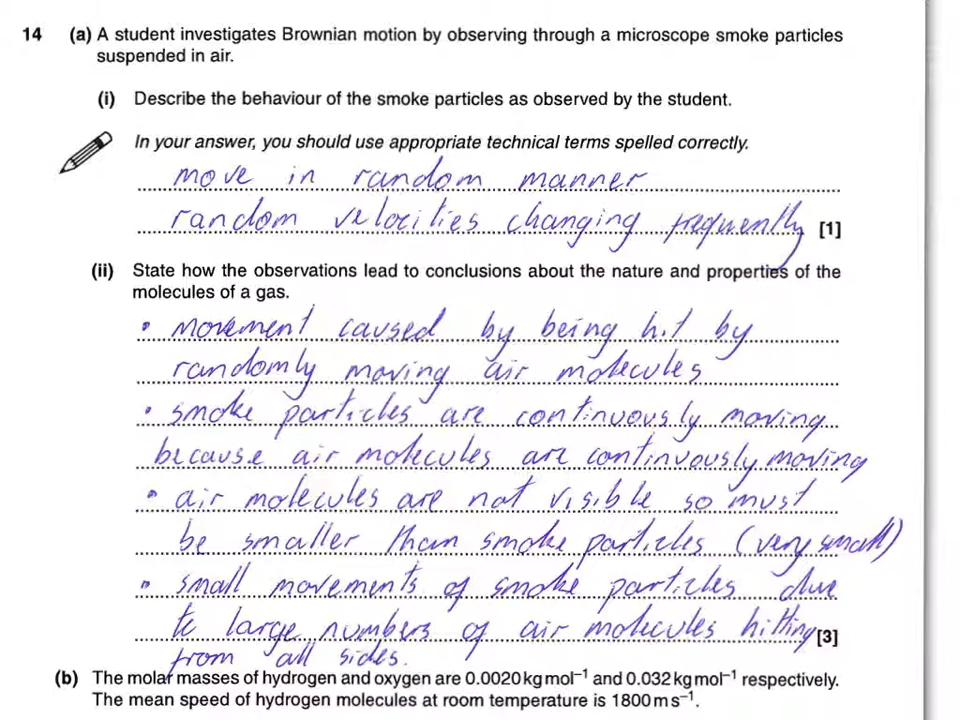 14 (a) A student investigates Brownian motion by observing through a microscope smoke particles
suspended in air.
(i) Describe the behaviour of the smoke particles as observed by the student.
In your answer, you should use appropriate technical terms spelled correctly.
move in random manner
random velocities changing frequently [1]
(ii) State how the observations lead to conclusions about the nature and properties of the
molecules of a gas.
• movement caused by being hit by
randomly moving air molecules
• smoke particles are continuously moving
because air molecules are continuously moving
• air molecules are not visible so must
be smaller than smoke particles (very small)
• small movements of smoke particles due
to large numbers of air molecules hitting [3]
from all sides.
(b) The molar masses of hydrogen and oxygen are 0.0020 kg mol⁻¹ and 0.032 kg mol⁻¹ respectively.
The mean speed of hydrogen molecules at room temperature is 1800 m s⁻¹.